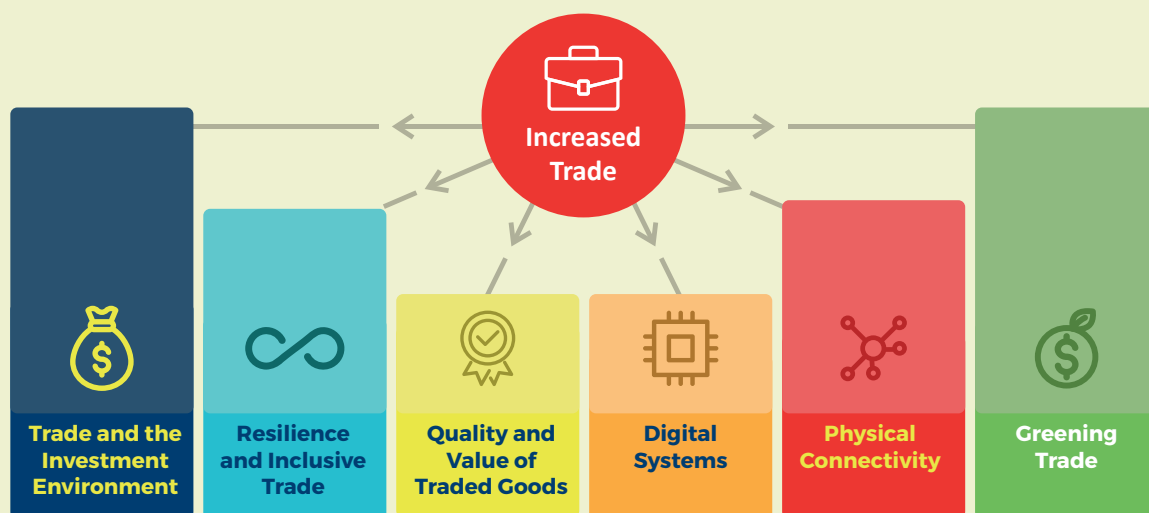 Increased
Trade
Trade and the
Investment
Environment
Resilience
and Inclusive
Trade
Quality and
Value of
Traded Goods
Digital
Systems
Physical
Connectivity
Greening
Trade